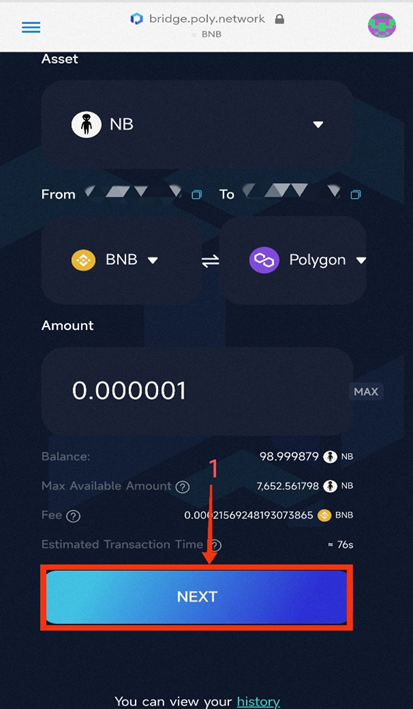 bridge.poly.network
BNB
Asset
NB
From To
BNB Polygon
Amount
0.000001
MAX
Balance: 98.999879 NB
1
Max Available Amount ? 7,652.561798 NB
Fee ? 0.00021569248193073865 BNB
Estimated Transaction Time ? ≈ 76s
NEXT
You can view your history